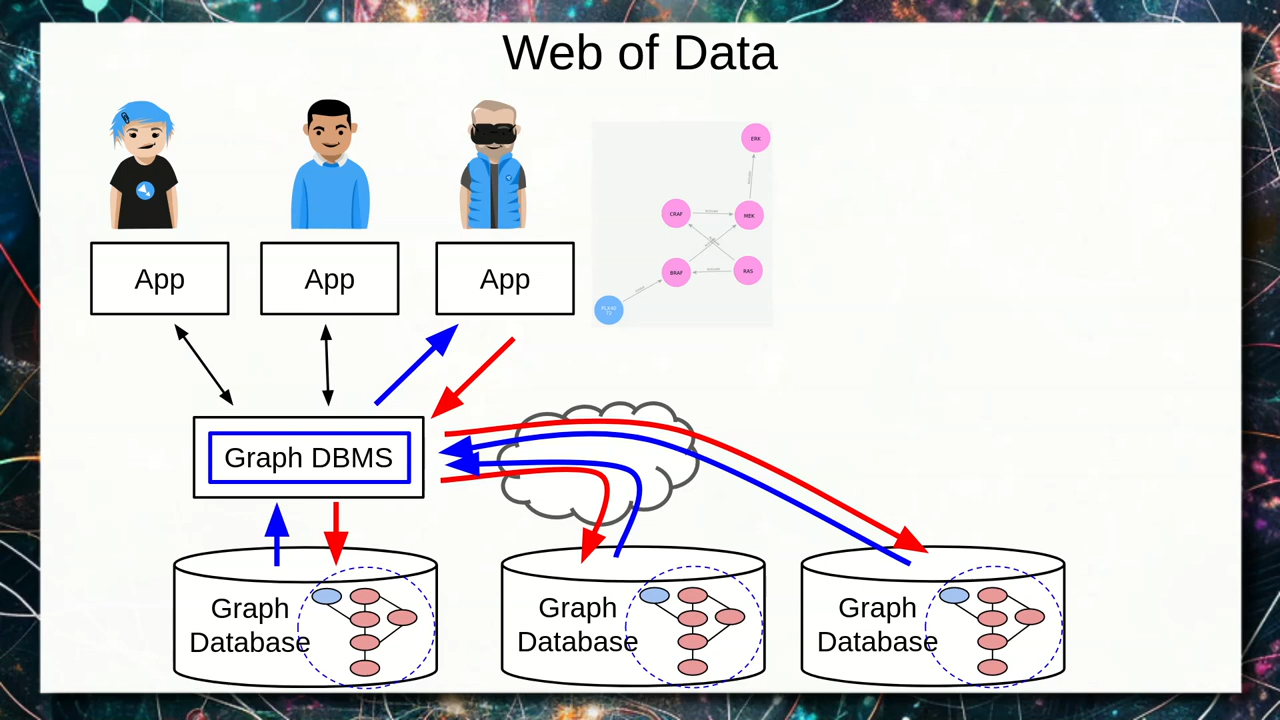 Web of Data
App
App
App
ERK
CRAF
MEK
BRAF
RAS
Graph DBMS
Graph
Database
Graph
Database
Graph
Database